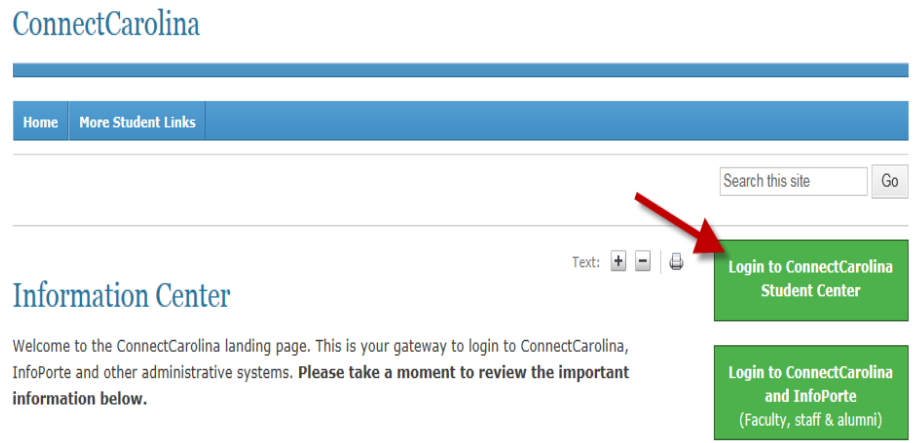 ConnectCarolina
Home More Student Links
Search this site Go
Text: + -
Login to ConnectCarolina
Student Center
Information Center
Welcome to the ConnectCarolina landing page. This is your gateway to login to ConnectCarolina,
InfoPorte and other administrative systems. Please take a moment to review the important
information below.
Login to ConnectCarolina
and InfoPorte
(Faculty, staff & alumni)